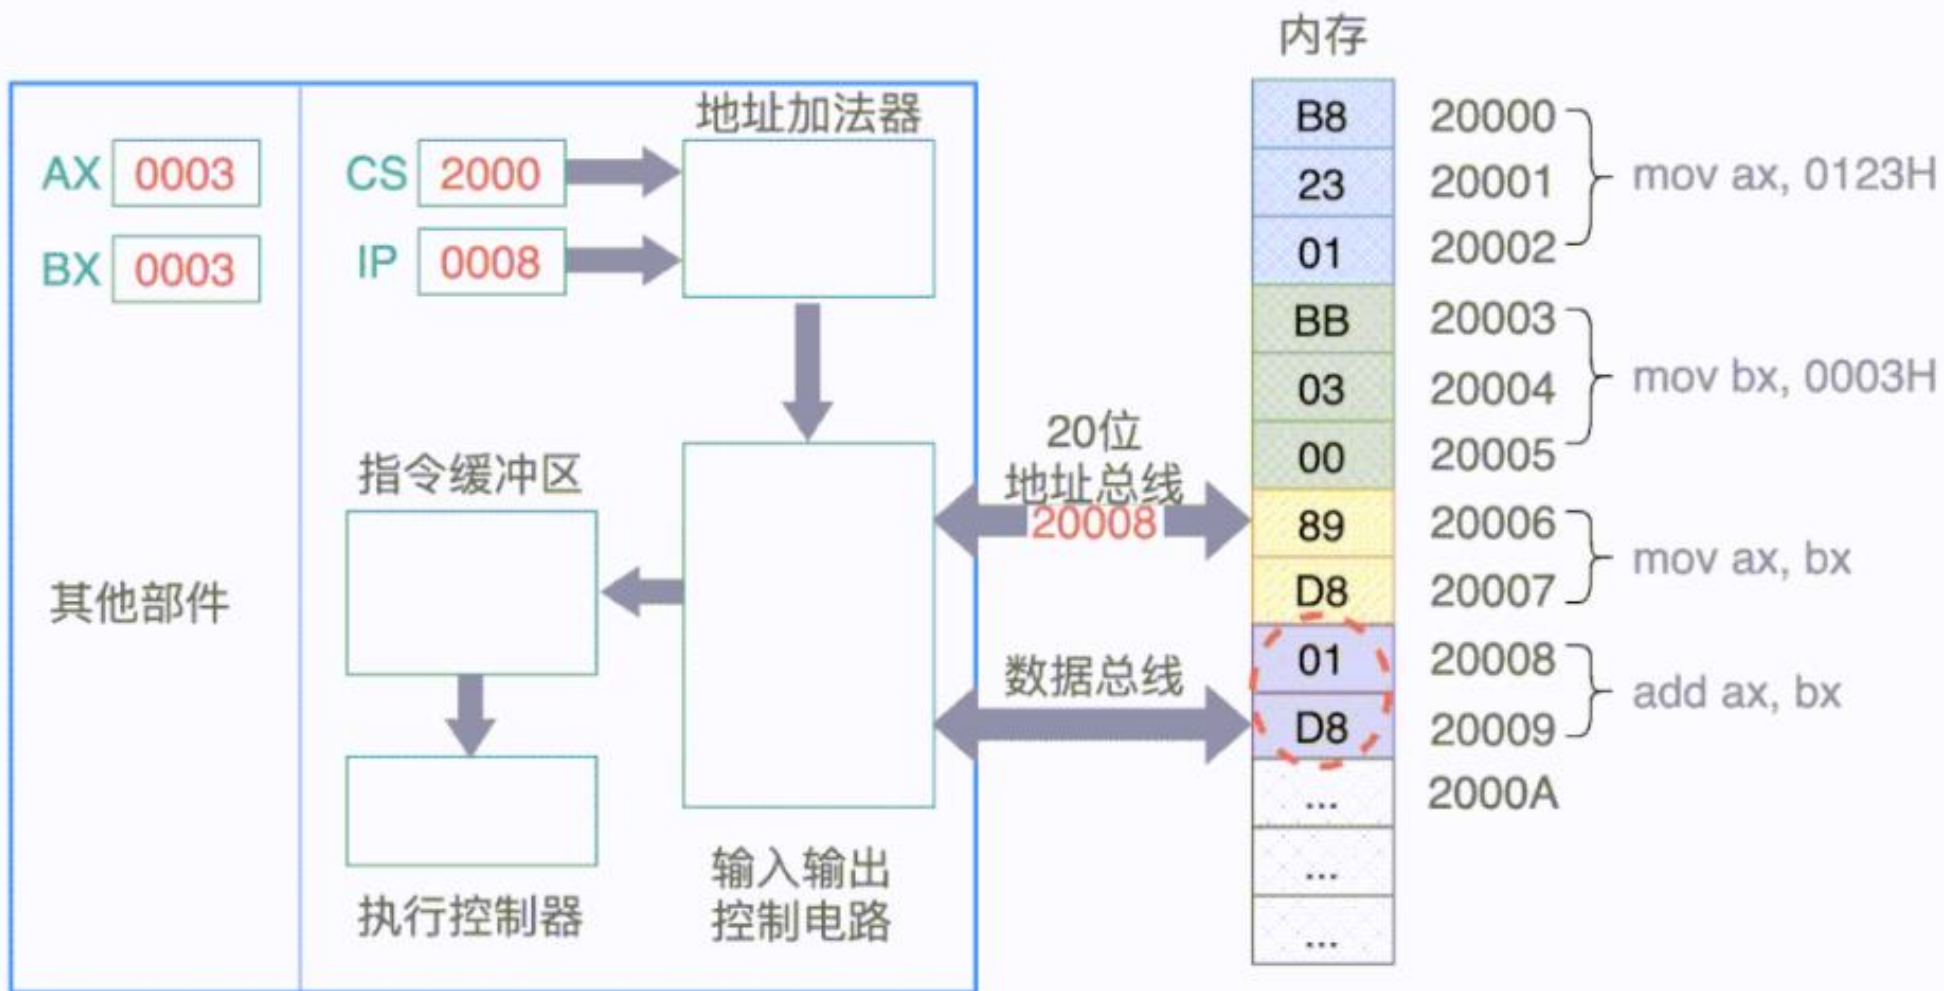 内存
地址加法器
AX 0003
BX 0003
CS 2000
IP 0008
其他部件
指令缓冲区
执行控制器
输入输出
控制电路
20位
地址总线
20008
数据总线
B8 20000
23 20001
01 20002
mov ax, 0123H
BB 20003
03 20004
00 20005
mov bx, 0003H
89 20006
D8 20007
mov ax, bx
01 20008
D8 20009
add ax, bx
... 2000A
...
...